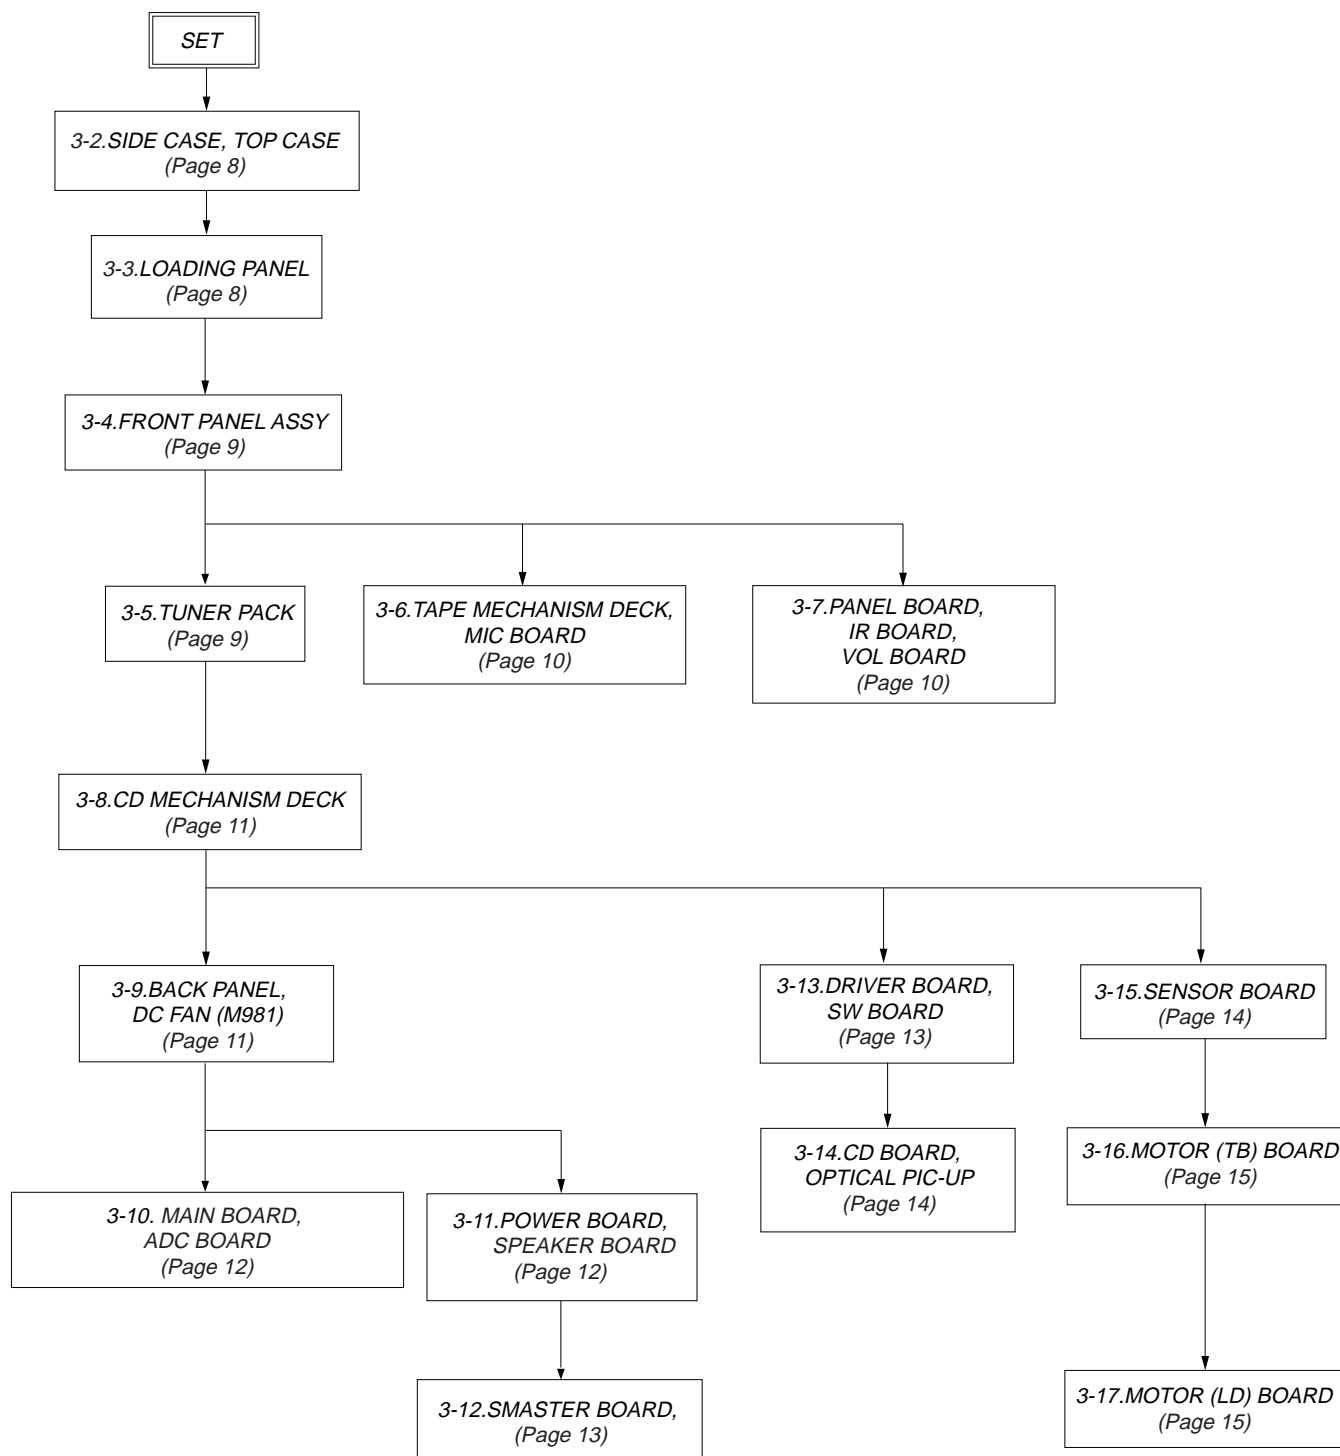 SET
3-2.SIDE CASE, TOP CASE
(Page 8)
3-3.LOADING PANEL
(Page 8)
3-4.FRONT PANEL ASSY
(Page 9)
3-5.TUNER PACK
(Page 9)
3-6.TAPE MECHANISM DECK,
MIC BOARD
(Page 10)
3-7.PANEL BOARD,
IR BOARD,
VOL BOARD
(Page 10)
3-8.CD MECHANISM DECK
(Page 11)
3-9.BACK PANEL,
DC FAN (M981)
(Page 11)
3-13.DRIVER BOARD,
SW BOARD
(Page 13)
3-15.SENSOR BOARD
(Page 14)
3-10. MAIN BOARD,
ADC BOARD
(Page 12)
3-11.POWER BOARD,
SPEAKER BOARD
(Page 12)
3-14.CD BOARD,
OPTICAL PIC-UP
(Page 14)
3-16.MOTOR (TB) BOARD
(Page 15)
3-12.SMASTER BOARD,
(Page 13)
3-17.MOTOR (LD) BOARD
(Page 15)